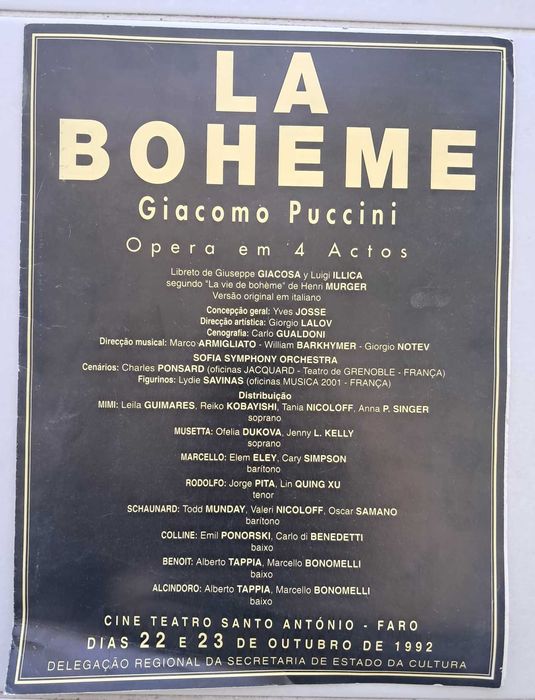 LA
BOHEME
Giacomo Puccini
Opera em 4 Actos
Libreto de Giuseppe GIACOSA y Luigi ILLICA
segundo "La vie de bohème" de Henri MURGER
Versão original em italiano
Concepção geral: Yves JOSSE
Direcção artística: Giorgio LALOV
Cenografia: Carlo GUALDONI
Direcção musical: Marco ARMIGLIATO - William BARKHYMER - Giorgio NOTEV
SOFIA SYMPHONY ORCHESTRA
Cenários: Charles PONSARD (oficinas JACQUARD - Teatro de GRENOBLE - FRANÇA)
Figurinos: Lydie SAVINAS (oficinas MUSICA 2001 - FRANÇA)
Distribuição
MIMI: Leila GUIMARES, Reiko KOBAYISHI, Tania NICOLOFF, Anna P. SINGER
soprano
MUSETTA: Ofelia DUKOVA, Jenny L. KELLY
soprano
MARCELLO: Elem ELEY, Cary SIMPSON
barítono
RODOLFO: Jorge PITA, Lin QUING XU
tenor
SCHAUNARD: Todd MUNDAY, Valeri NICOLOFF, Oscar SAMANO
barítono
COLLINE: Emil PONORSKI, Carlo di BENEDETTI
baixo
BENOIT: Alberto TAPPIA, Marcello BONOMELLI
baixo
ALCINDORO: Alberto TAPPIA, Marcello BONOMELLI
baixo
CINE TEATRO SANTO ANTÓNIO - FARO
DIAS 22 E 23 DE OUTUBRO DE 1992
DELEGAÇÃO REGIONAL DA SECRETARIA DE ESTADO DA CULTURA